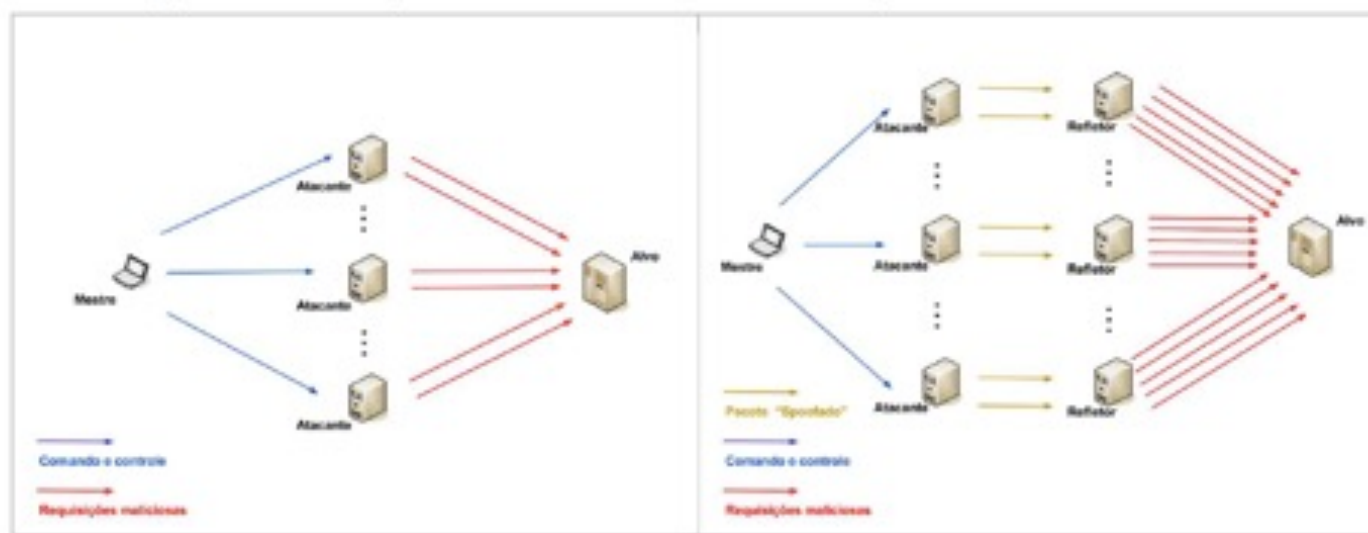 Atacante
Atacante
Atacante
Mestre
Alvo
Comando e controle
Requisições maliciosas
Atacante
Refletor
Atacante
Refletor
Mestre
Alvo
Atacante
Refletor
Pacote "Spoofado"
Comando e controle
Requisições maliciosas